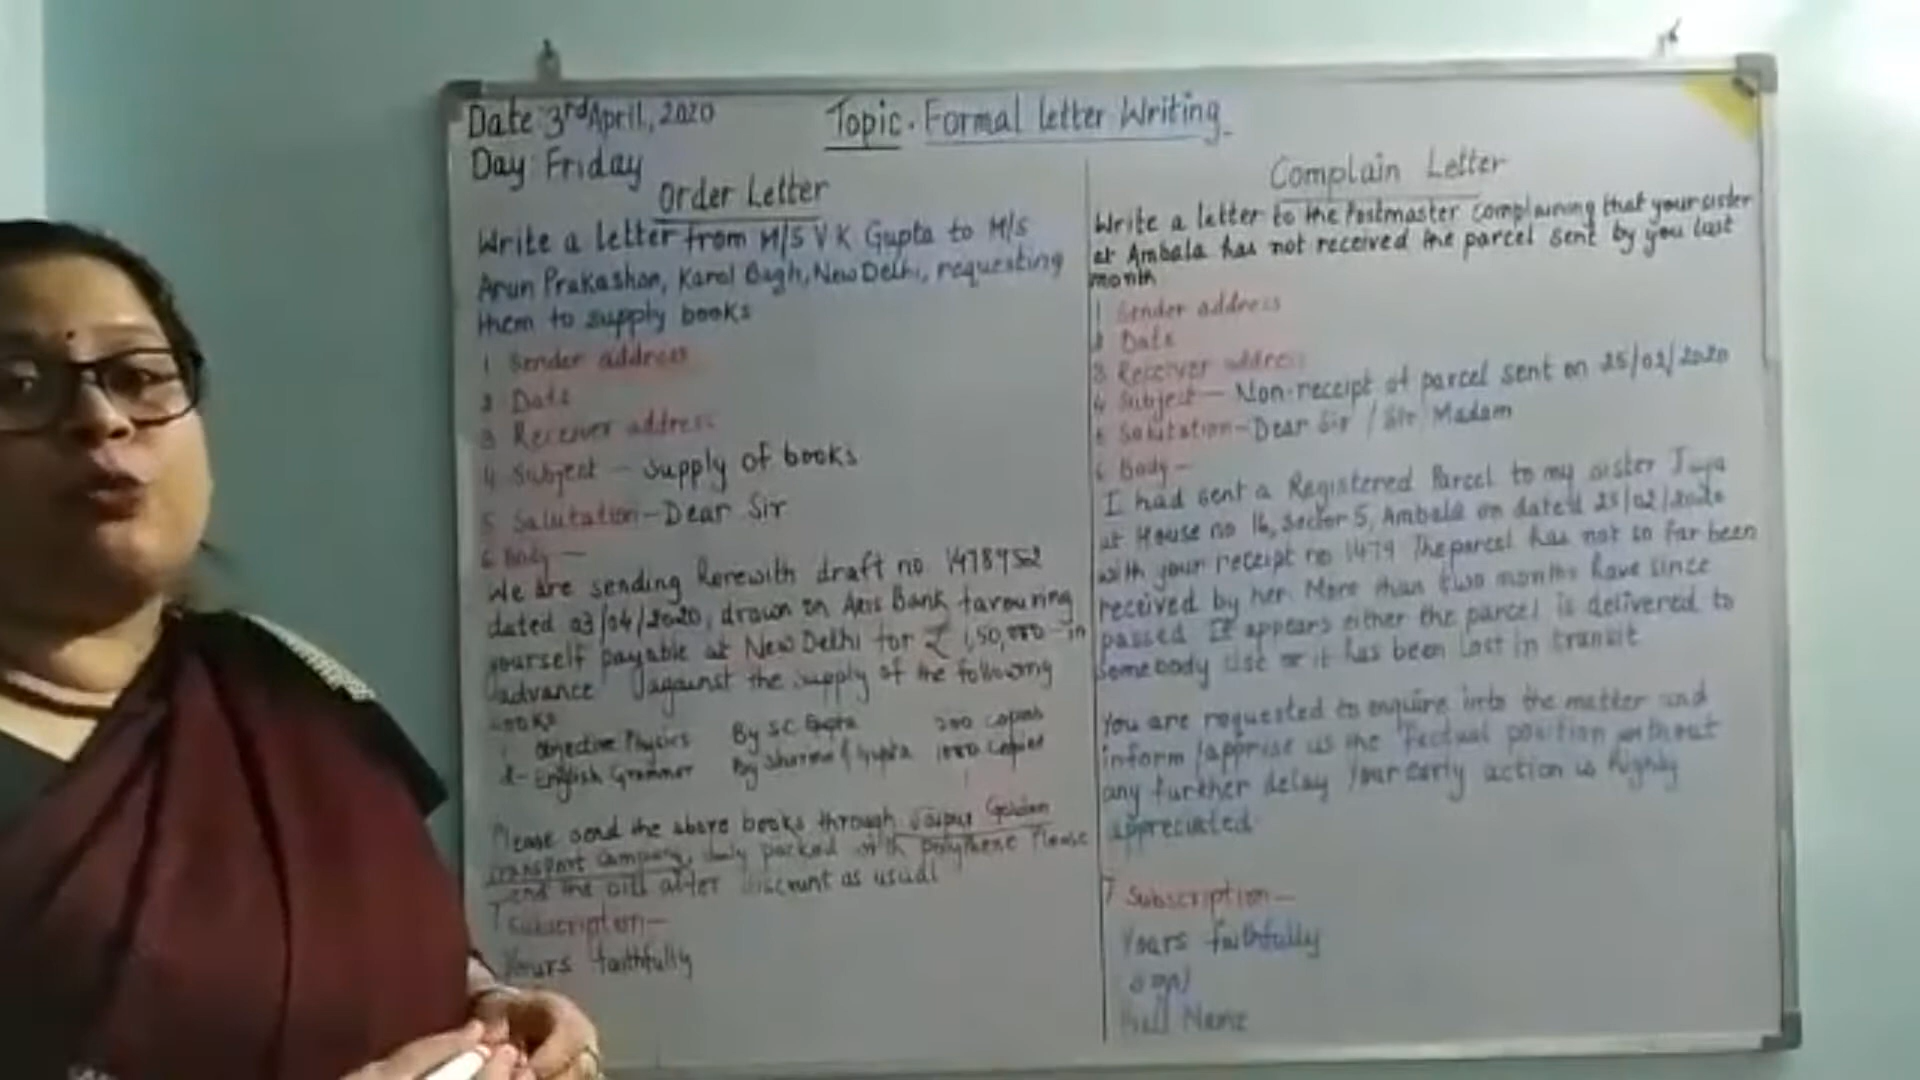 Date: 3rd April, 2020
Topic. Formal Letter Writing
Day: Friday
Order Letter
Write a letter from M/S V K Gupta to M/S
Arun Prakashan, Karol Bagh, New Delhi, requesting
them to supply books
1 Sender address
2 Date
3 Receiver address
4 Subject – supply of books
5 Salutation – Dear Sir
6 Body –
We are sending herewith draft no 1478952
dated 03/04/2020, drawn on Axis Bank favouring
yourself payable at New Delhi for ₹ 1,50,000 in
advance against the supply of the following
books
1 Objective Physics By SC Gupta 200 copies
2- English Grammer By Sharma & Gupta 1000 copies
Please send the above books through Jaipur Golden
transport Company, duly packed with polythene Please
send the bill after discount as usual
7 Subscription –
Yours faithfully
Complain Letter
Write a letter to the Postmaster complaining that your sister
at Ambala has not received the parcel sent by you last
month
1 Sender address
2 Date
3 Receiver address
4 Subject – Non-receipt of parcel sent on 25/02/2020
5 Salutation – Dear Sir / Sir Madam
6 Body –
I had sent a Registered Parcel to my sister
at House no 16, Sector 5, Ambala on dated 25/02/2020
with your receipt no 1479 The parcel has not so far been
received by her. More than two months have since
passed It appears either the parcel is delivered to
somebody else or it has been lost in transit
You are requested to enquire into the matter and
inform/apprise us the Factual position without
any further delay Your early action is highly
appreciated
7 Subscription –
Yours faithfully
Full Name